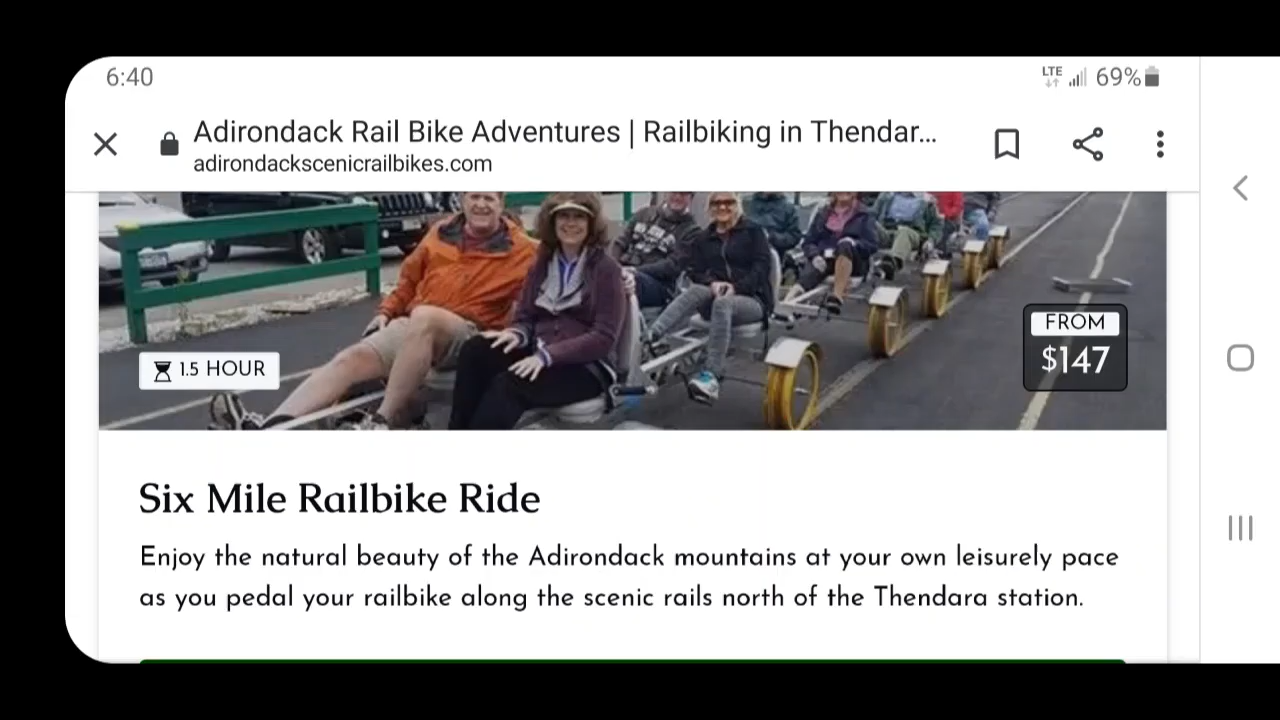 6:40
LTE
69%
Adirondack Rail Bike Adventures | Railbiking in Thendar...
adirondackscenicrailbikes.com
1.5 HOUR
FROM
$147
Six Mile Railbike Ride
Enjoy the natural beauty of the Adirondack mountains at your own leisurely pace
as you pedal your railbike along the scenic rails north of the Thendara station.